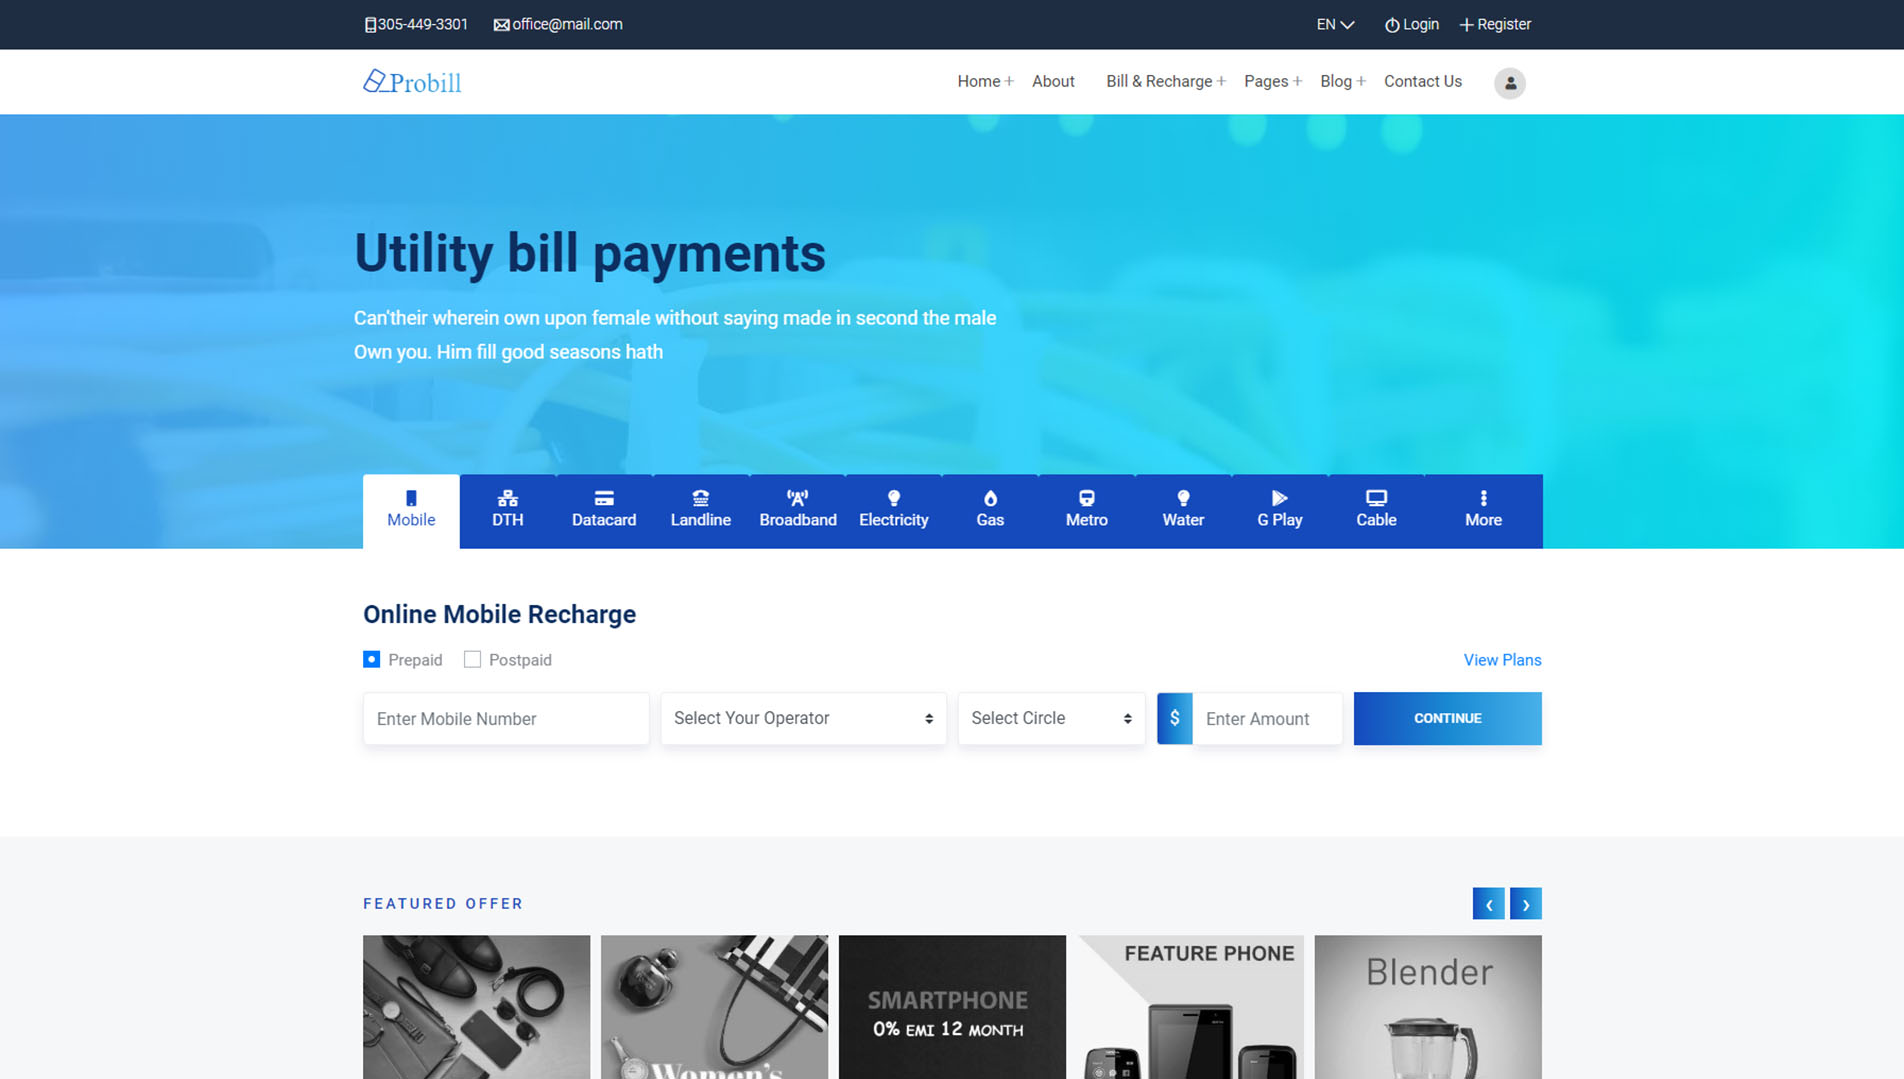 305-449-3301 office@mail.com EN Login Register
Probill
Home + About Bill & Recharge + Pages + Blog + Contact Us
Utility bill payments
Can'their wherein own upon female without saying made in second the male
Own you. Him fill good seasons hath
Mobile DTH Datacard Landline Broadband Electricity Gas Metro Water G Play Cable More
Online Mobile Recharge
Prepaid Postpaid View Plans
Enter Mobile Number Select Your Operator Select Circle $ Enter Amount CONTINUE
FEATURED OFFER
FEATURE PHONE
Blender
SMARTPHONE
0% EMI 12 MONTH
Women's